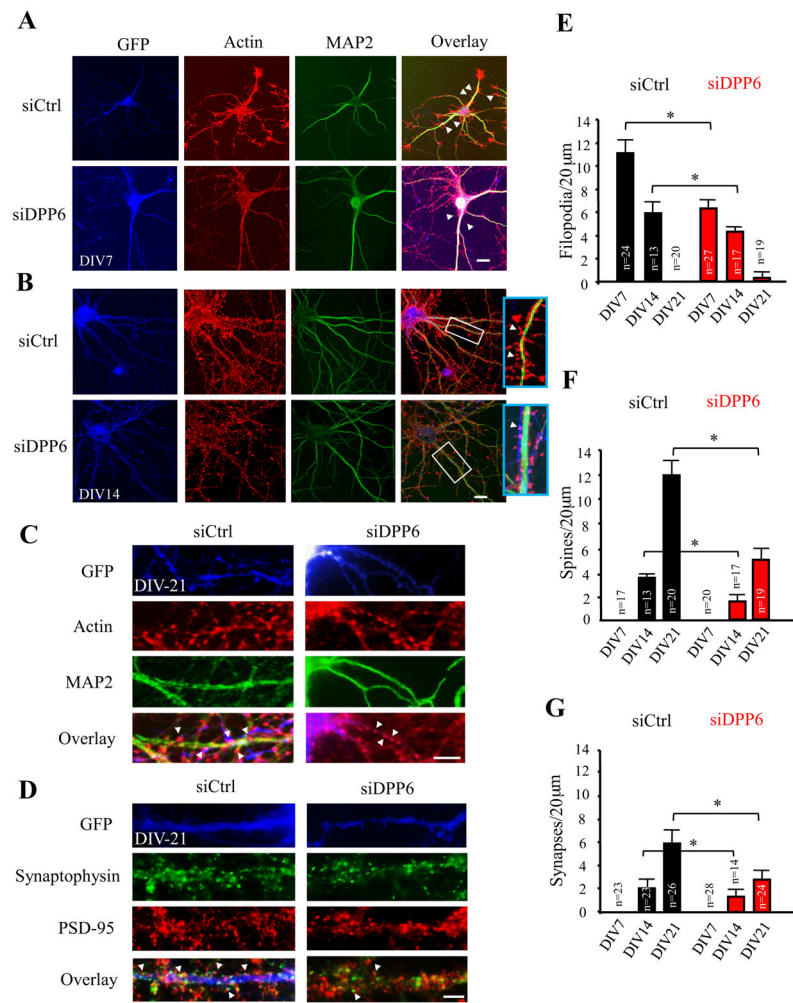 A
GFP Actin MAP2 Overlay
siCtrl
siDPP6
DIV7
B
siCtrl
siDPP6
DIV14
C
siCtrl siDPP6
GFP
DIV-21
Actin
MAP2
Overlay
D
siCtrl siDPP6
GFP
DIV-21
Synaptophysin
PSD-95
Overlay
E
siCtrl siDPP6
Filopodia/20 µm
14
12
10
8
6
4
2
0
* *
n=24 n=13 n=20 n=27 n=17 n=19
DIV7 DIV14 DIV21 DIV7 DIV14 DIV21
F
siCtrl siDPP6
Spines/20µm
14
12
10
8
6
4
2
0
* *
n=17 n=13 n=20 n=20 n=17 n=19
DIV7 DIV14 DIV21 DIV7 DIV14 DIV21
G
siCtrl siDPP6
Synapses/20µm
14
12
10
8
6
4
2
0
* *
n=23 n=23 n=26 n=28 n=14 n=24
DIV7 DIV14 DIV21 DIV7 DIV14 DIV21